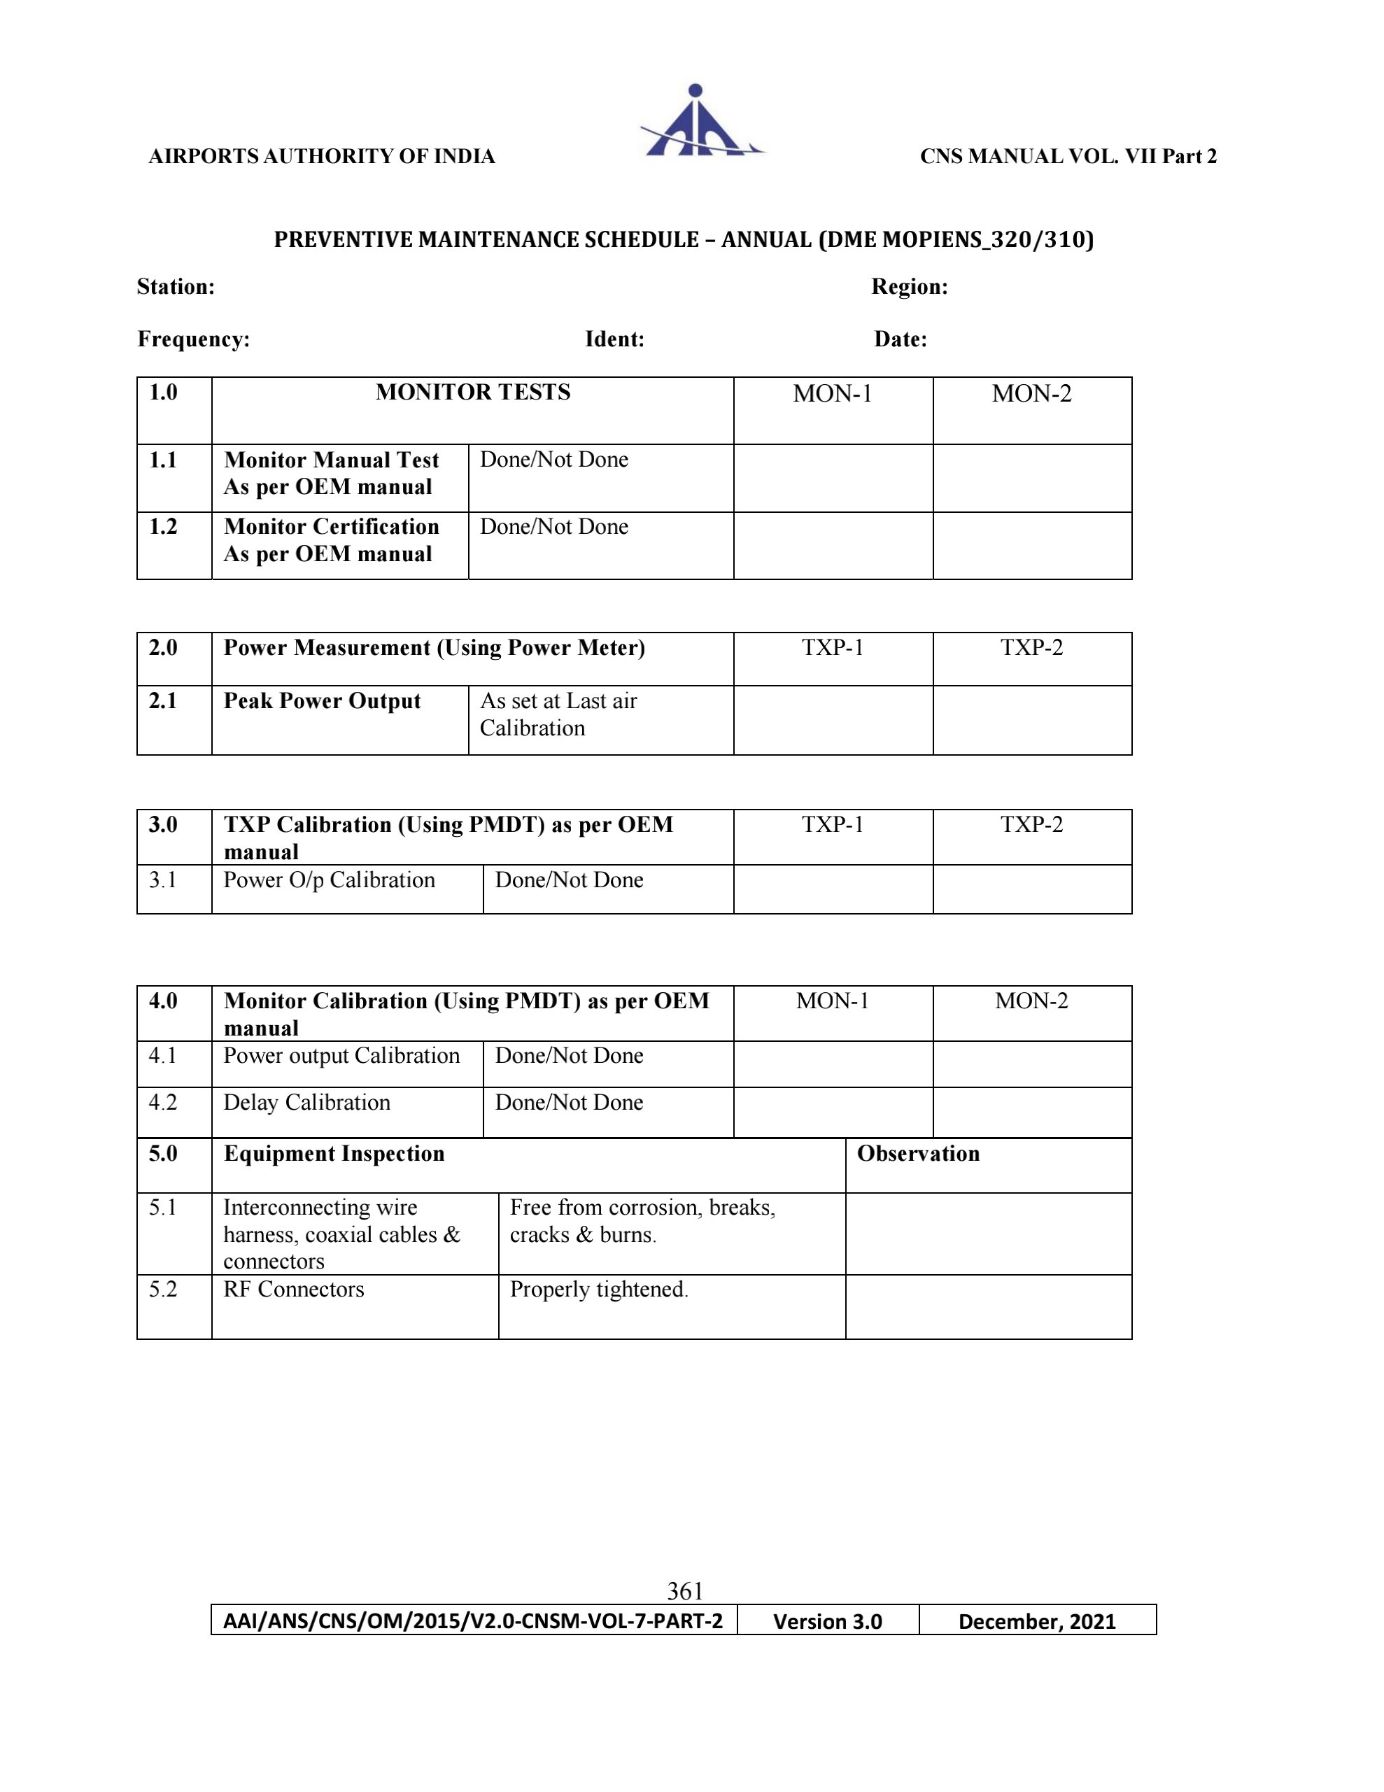 AIRPORTS AUTHORITY OF INDIA CNS MANUAL VOL. VII Part 2
PREVENTIVE MAINTENANCE SCHEDULE – ANNUAL (DME MOPIENS_320/310)
Station: Region:
Frequency: Ident: Date:
1.0 MONITOR TESTS MON-1 MON-2
1.1 Monitor Manual Test Done/Not Done
As per OEM manual
1.2 Monitor Certification Done/Not Done
As per OEM manual
2.0 Power Measurement (Using Power Meter) TXP-1 TXP-2
2.1 Peak Power Output As set at Last air
Calibration
3.0 TXP Calibration (Using PMDT) as per OEM TXP-1 TXP-2
manual
3.1 Power O/p Calibration Done/Not Done
4.0 Monitor Calibration (Using PMDT) as per OEM MON-1 MON-2
manual
4.1 Power output Calibration Done/Not Done
4.2 Delay Calibration Done/Not Done
5.0 Equipment Inspection Observation
5.1 Interconnecting wire Free from corrosion, breaks,
harness, coaxial cables & cracks & burns.
connectors
5.2 RF Connectors Properly tightened.
361
AAI/ANS/CNS/OM/2015/V2.0-CNSM-VOL-7-PART-2 Version 3.0 December, 2021